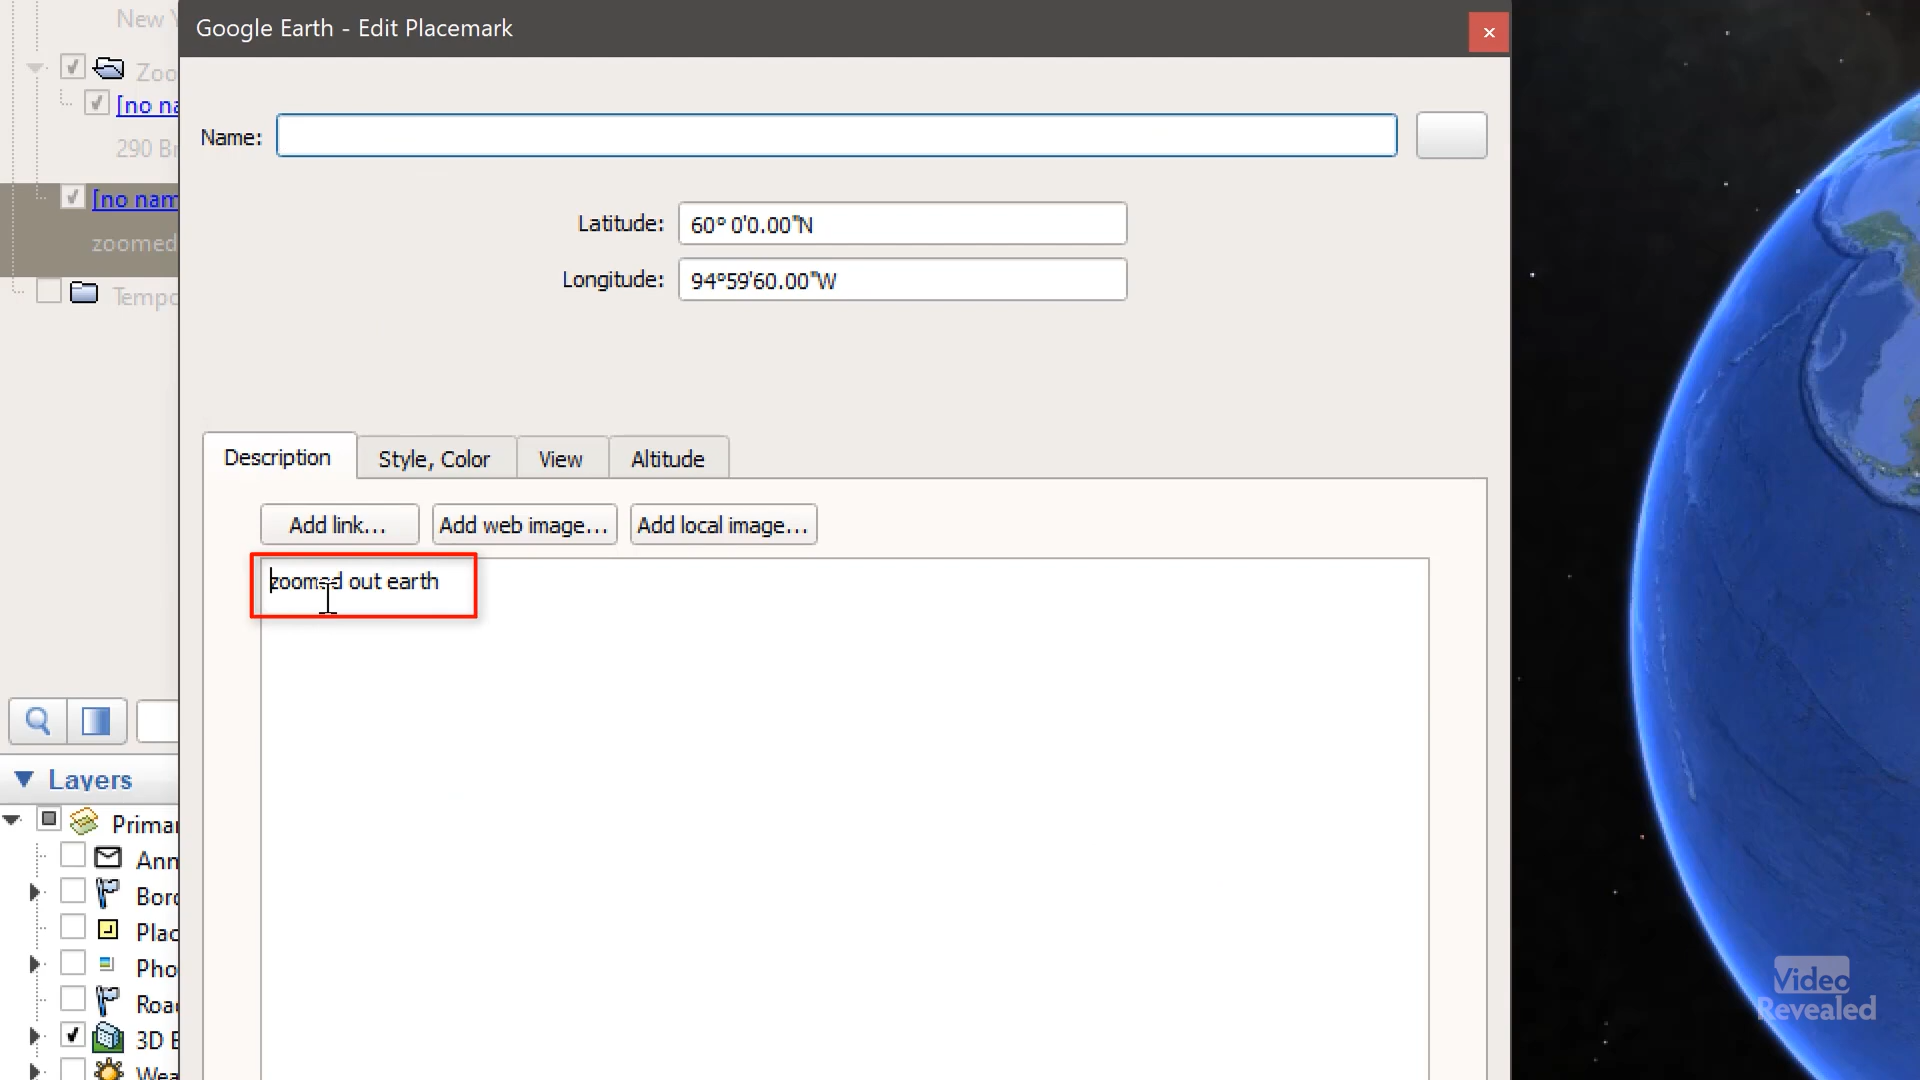 Google Earth - Edit Placemark
New Y
Zoo
[no na
290 Br
[no nam
zoomed
Tempo
Name:
Latitude: 60° 0'0.00"N
Longitude: 94°59'60.00"W
Description Style, Color View Altitude
Add link... Add web image... Add local image...
zoomed out earth
Layers
Primar
Ann
Bord
Plac
Pho
Road
3D B
Wea
Video
Revealed